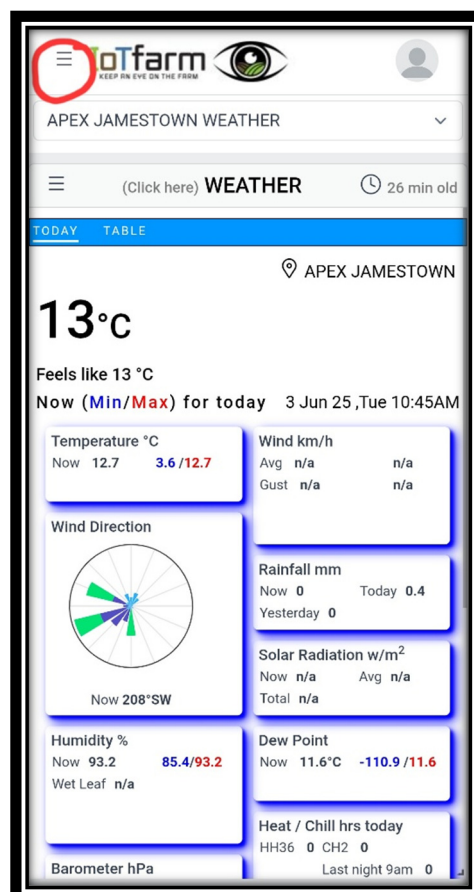 IoTfarm
KEEP AN EYE ON THE FARM
APEX JAMESTOWN WEATHER
(Click here) WEATHER 26 min old
TODAY TABLE
APEX JAMESTOWN
13°C
Feels like 13 °C
Now (Min/Max) for today 3 Jun 25 ,Tue 10:45AM
Temperature °C
Now 12.7 3.6 /12.7
Wind km/h
Avg n/a n/a
Gust n/a n/a
Wind Direction
Now 208°SW
Rainfall mm
Now 0 Today 0.4
Yesterday 0
Solar Radiation w/m²
Now n/a Avg n/a
Total n/a
Humidity %
Now 93.2 85.4/93.2
Wet Leaf n/a
Dew Point
Now 11.6°C -110.9 /11.6
Heat / Chill hrs today
HH36 0 CH2 0
Last night 9am 0
Barometer hPa